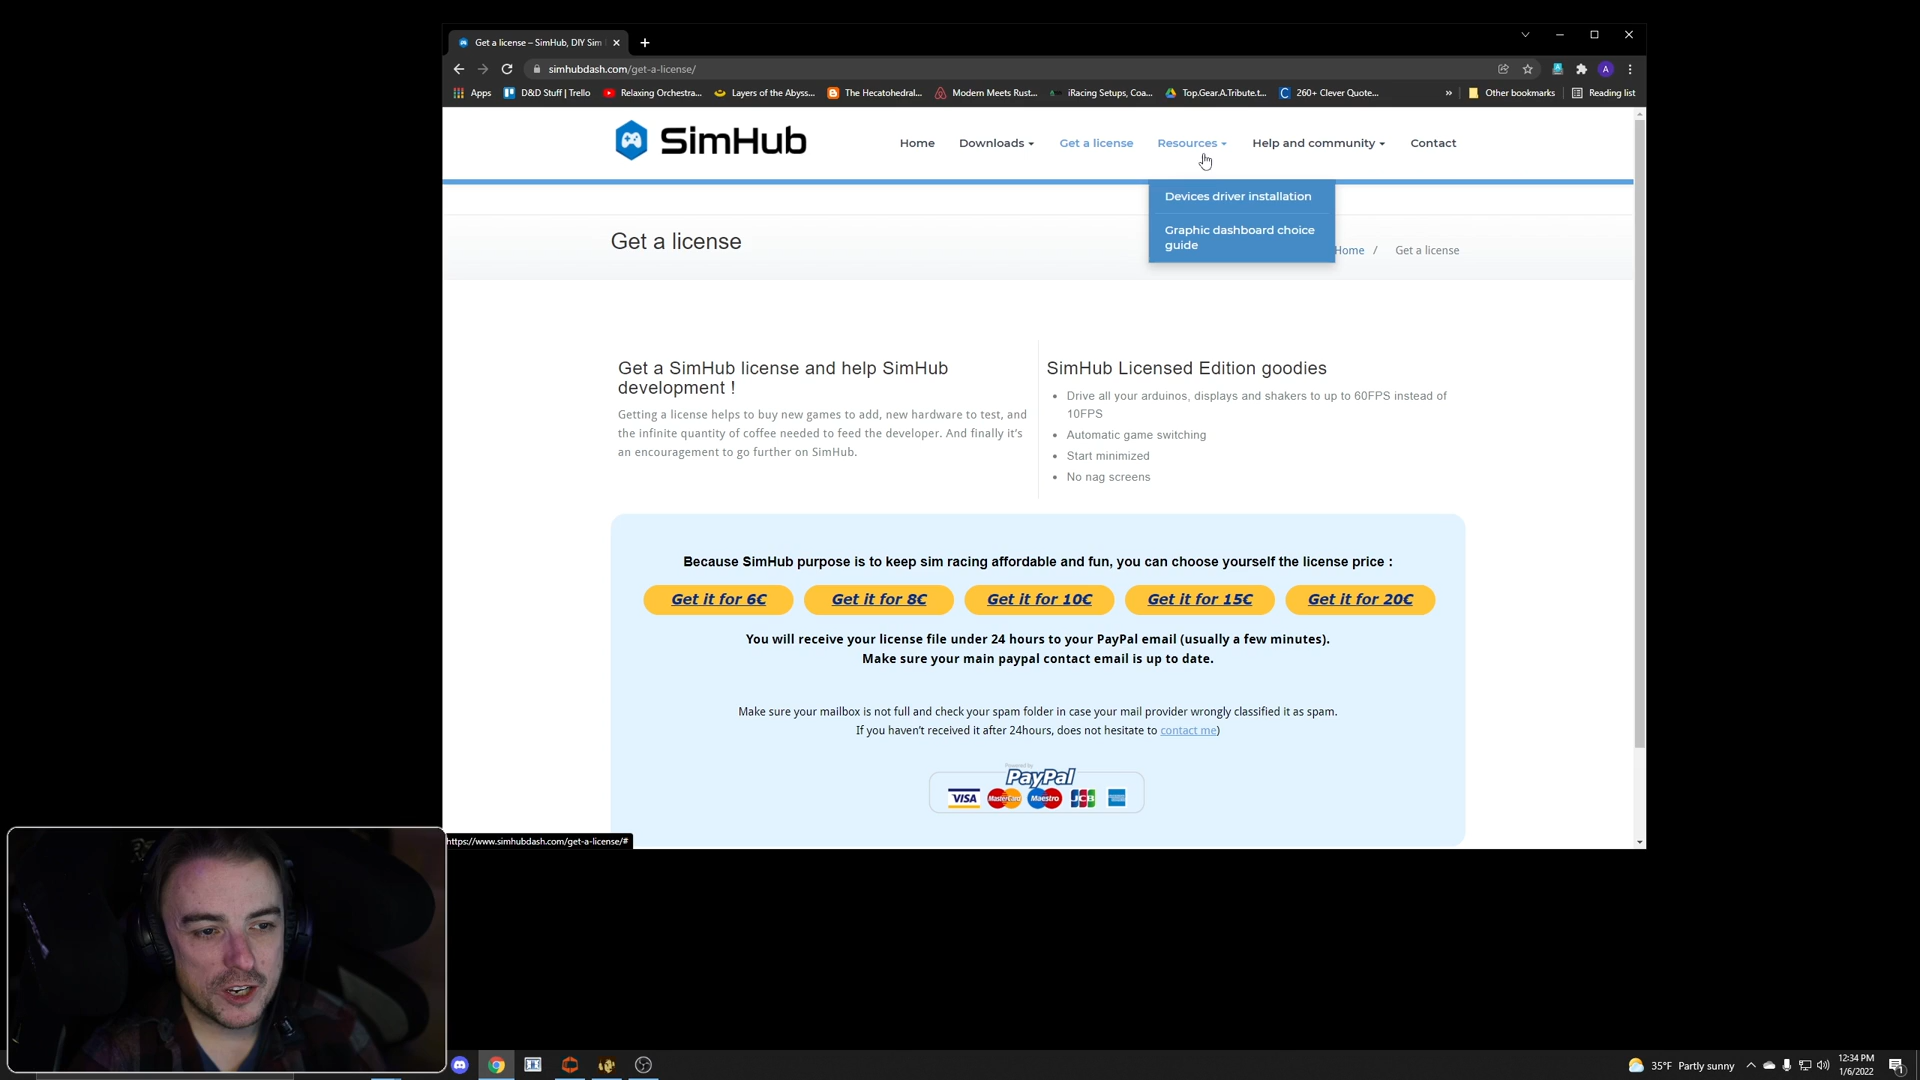 Get a license – SimHub, DIY Sim
simhubdash.com/get-a-license/
A
Apps
D&D Stuff | Trello
Relaxing Orchestra...
Layers of the Abyss...
The Hecatohedral...
Modern Meets Rust...
iRacing Setups, Coa...
Top.Gear.A.Tribute.t...
260+ Clever Quote...
»
Other bookmarks
Reading list
SimHub
Home
Downloads
Get a license
Resources
Help and community
Contact
Devices driver installation
Graphic dashboard choice
guide
Get a license
Home / Get a license
Get a SimHub license and help SimHub
development !
Getting a license helps to buy new games to add, new hardware to test, and
the infinite quantity of coffee needed to feed the developer. And finally it's
an encouragement to go further on SimHub.
SimHub Licensed Edition goodies
• Drive all your arduinos, displays and shakers to up to 60FPS instead of
10FPS
• Automatic game switching
• Start minimized
• No nag screens
Because SimHub purpose is to keep sim racing affordable and fun, you can choose yourself the license price :
Get it for 6€
Get it for 8€
Get it for 10€
Get it for 15€
Get it for 20€
You will receive your license file under 24 hours to your PayPal email (usually a few minutes).
Make sure your main paypal contact email is up to date.
Make sure your mailbox is not full and check your spam folder in case your mail provider wrongly classified it as spam.
If you haven't received it after 24hours, does not hesitate to contact me)
Powered by
PayPal
VISA
MasterCard
Maestro
JCB
https://www.simhubdash.com/get-a-license/#
35°F Partly sunny
12:34 PM
1/6/2022
1